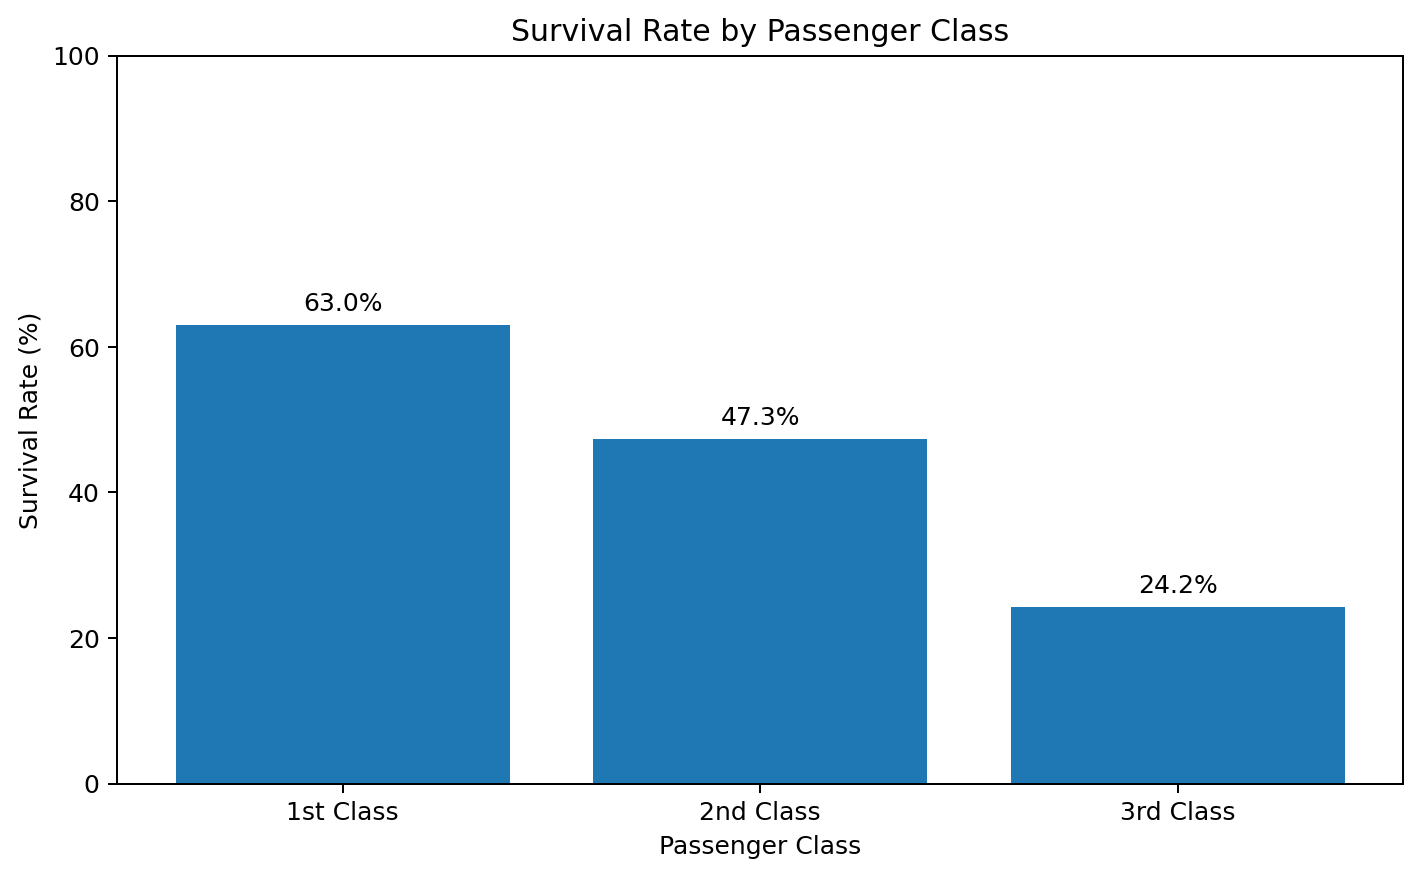 Survival Rate by Passenger Class
Survival Rate (%)
100
80
60
40
20
0
63.0%
47.3%
24.2%
1st Class
2nd Class
3rd Class
Passenger Class